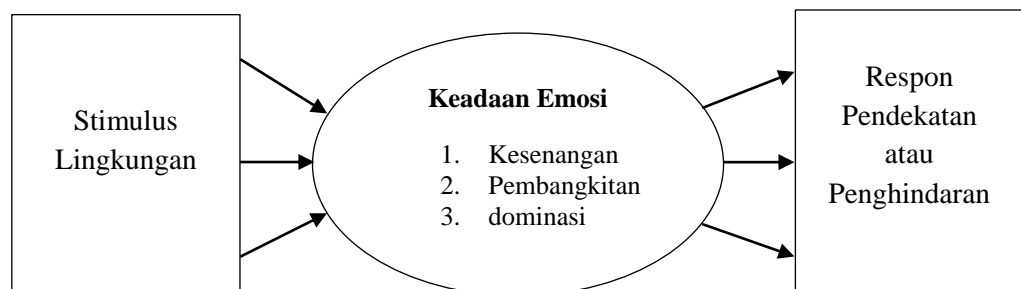 Stimulus
Lingkungan
Keadaan Emosi
1. Kesenangan
2. Pembangkitan
3. dominasi
Respon
Pendekatan
atau
Penghindaran